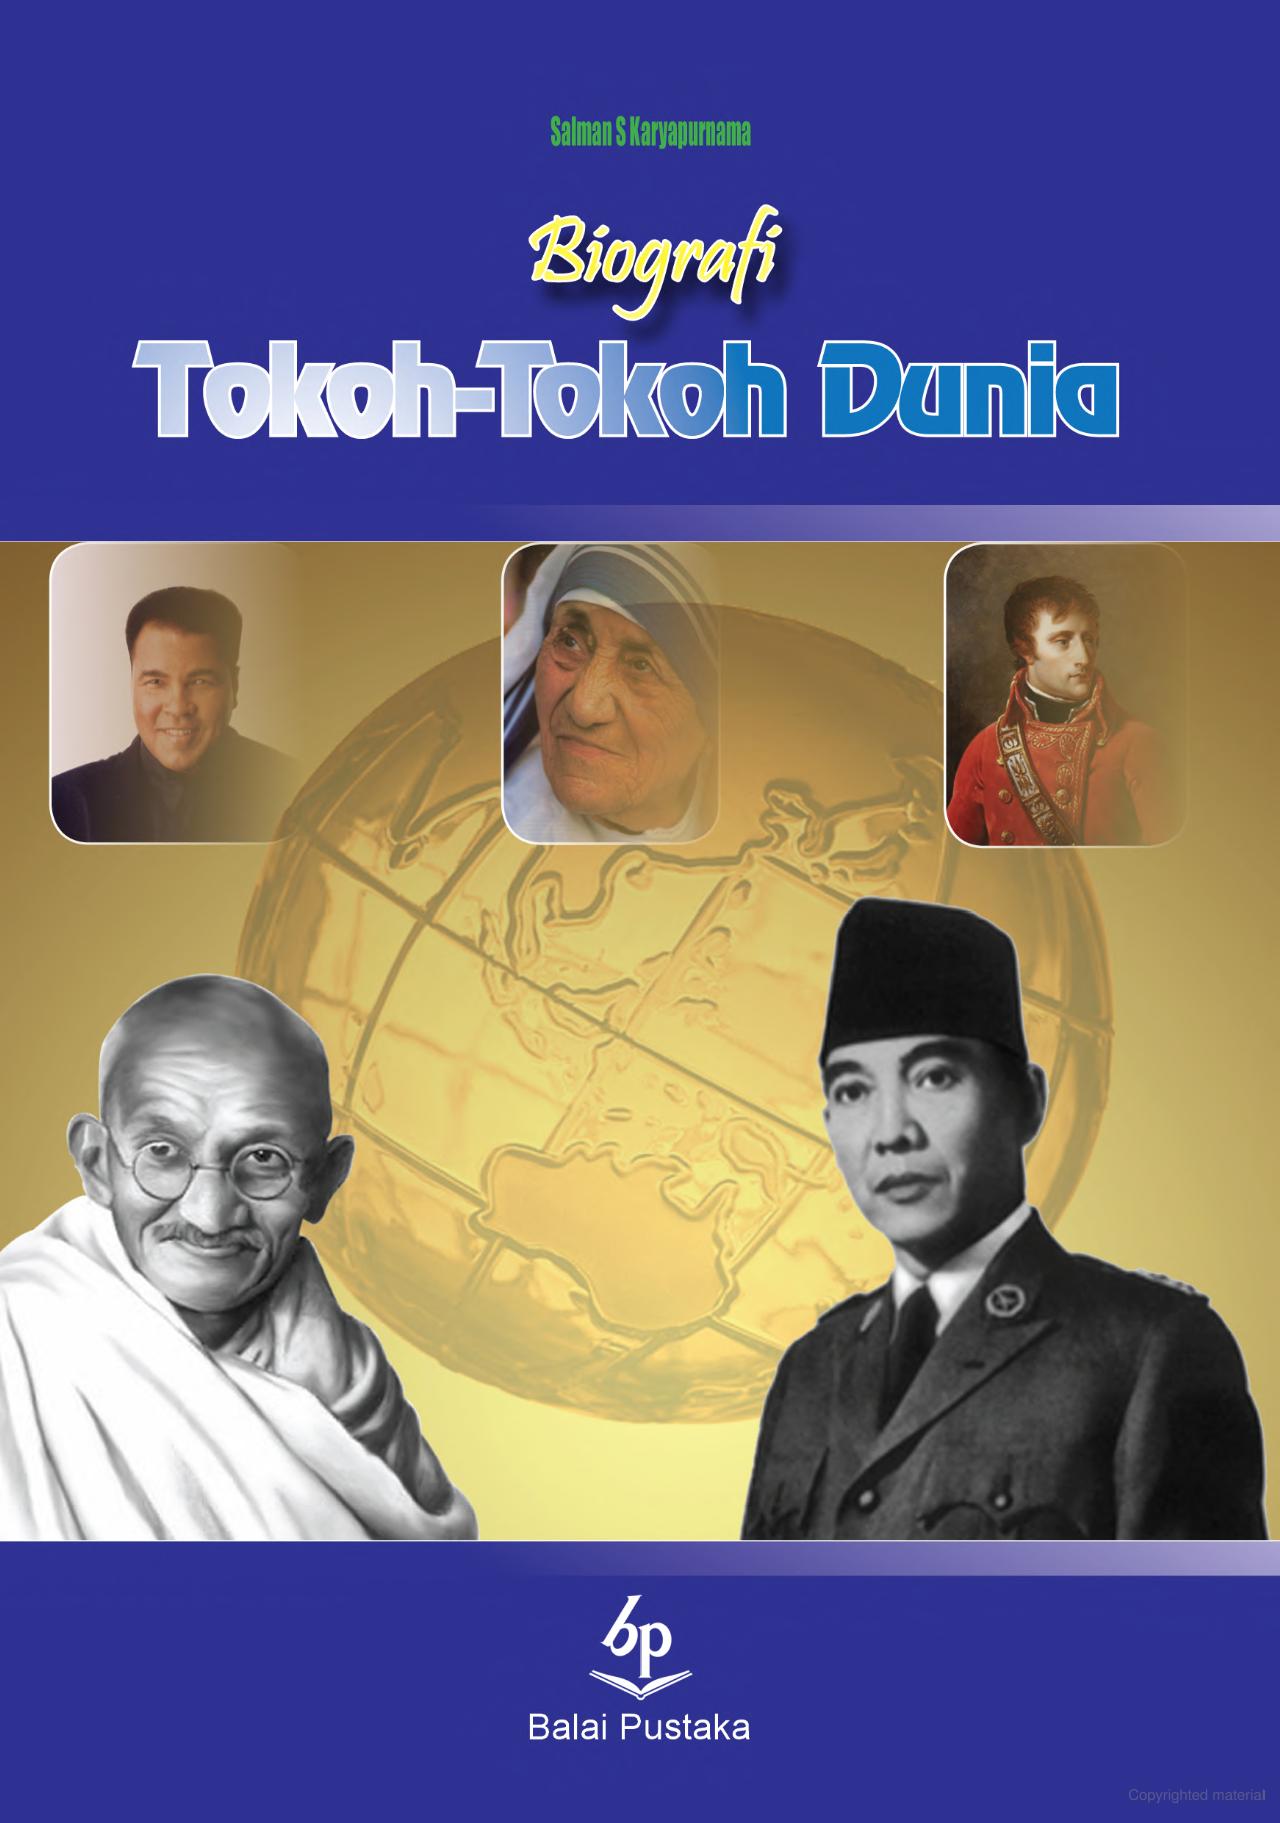 Salman S Karyapurnama
Biografi
Tokoh-Tokoh Dunia
bp
Balai Pustaka
Copyrighted material